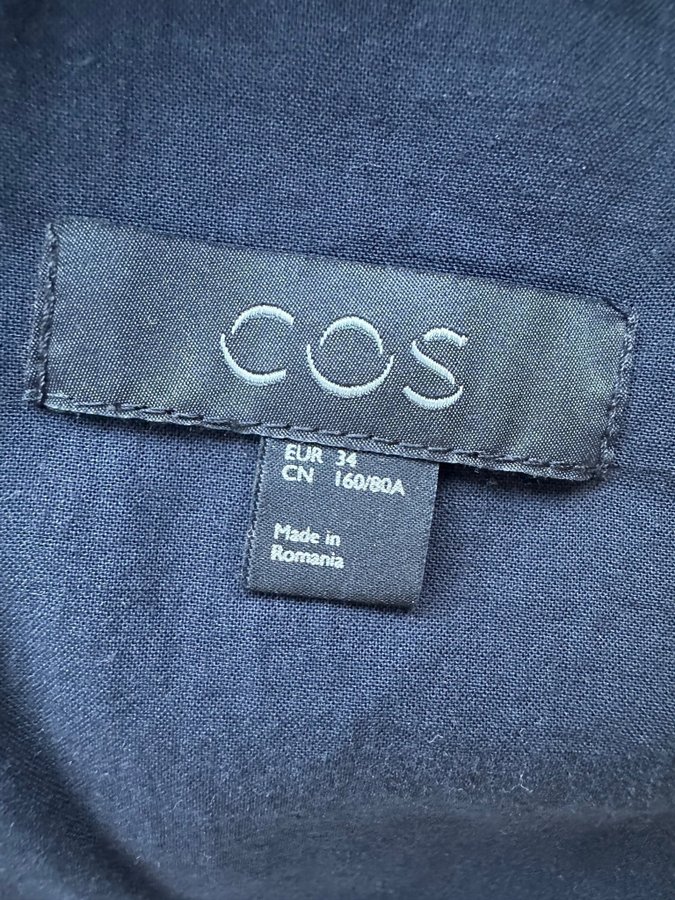 COS
EUR 34
CN 160/80A
Made in
Romania